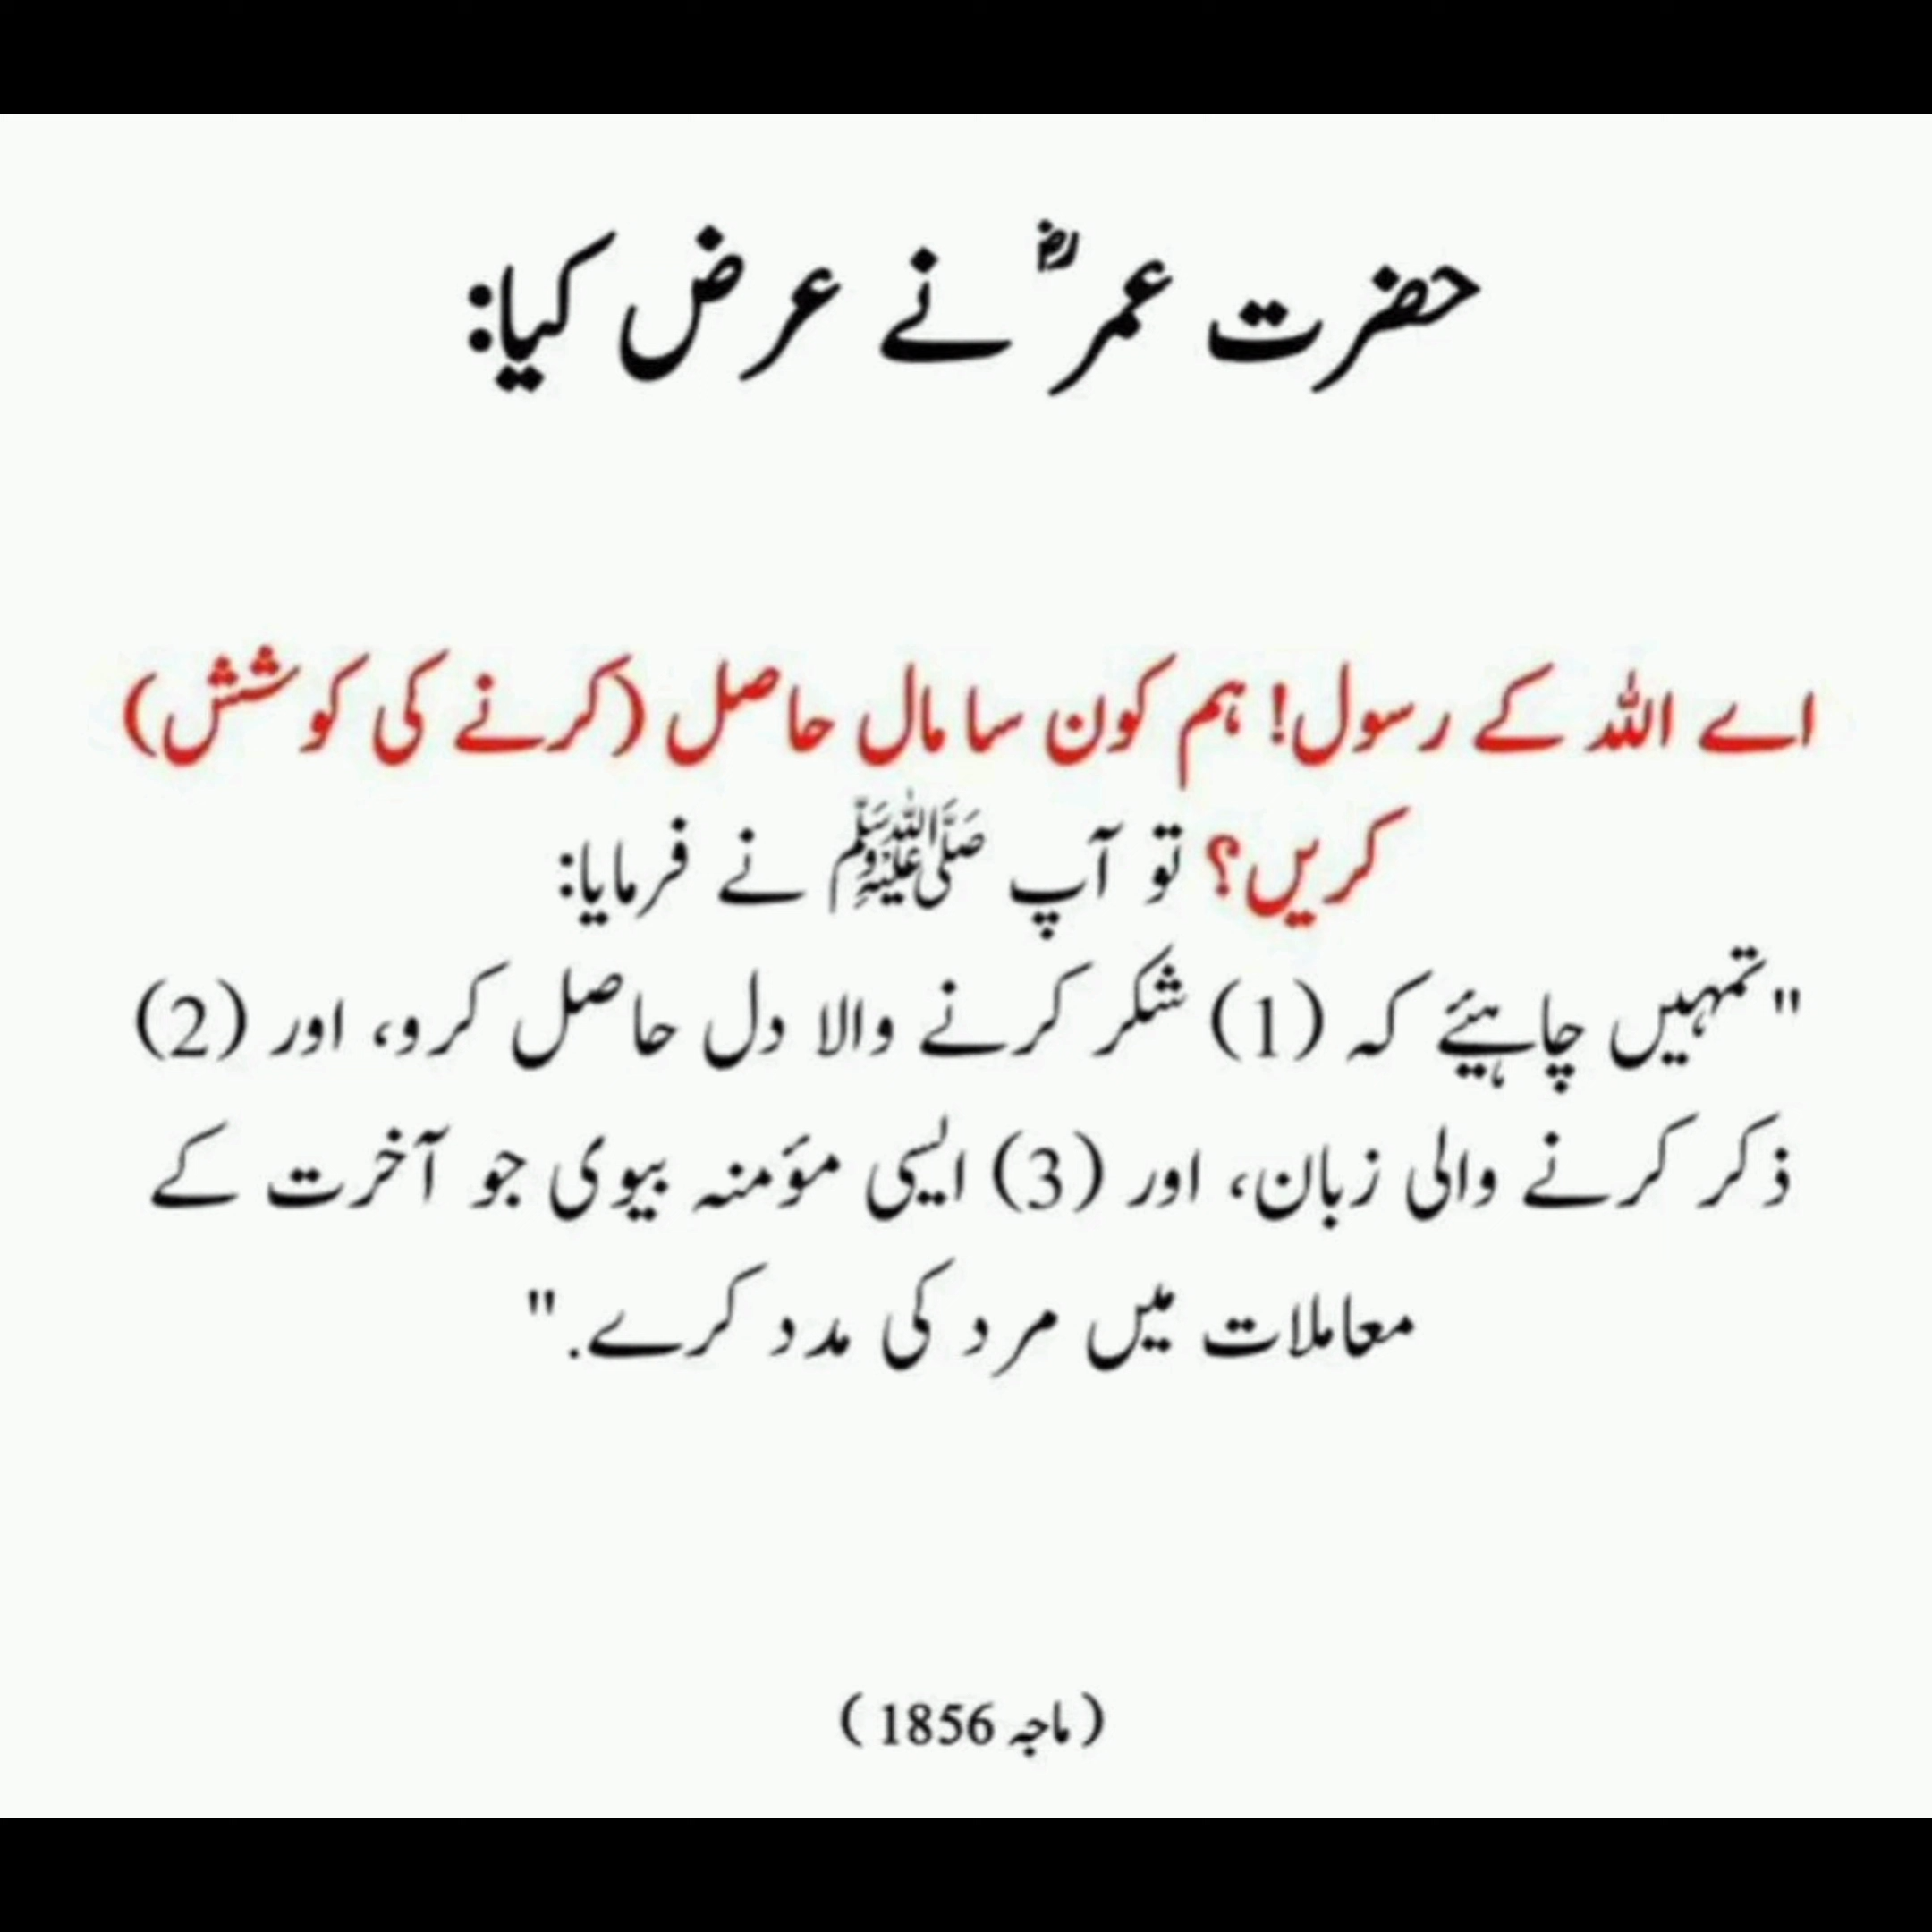 حضرت عمرؓ نے عرض کیا:
اے اللہ کے رسول! ہم کون سا مال حاصل (کرنے کی کوشش)
کریں؟ تو آپ ﷺ نے فرمایا:
"تمہیں چاہیئے کہ (1) شکر کرنے والا دل حاصل کرو، اور (2)
ذکر کرنے والی زبان، اور (3) ایسی مؤمنہ بیوی جو آخرت کے
معاملات میں مرد کی مدد کرے."
(ماجہ 1856)